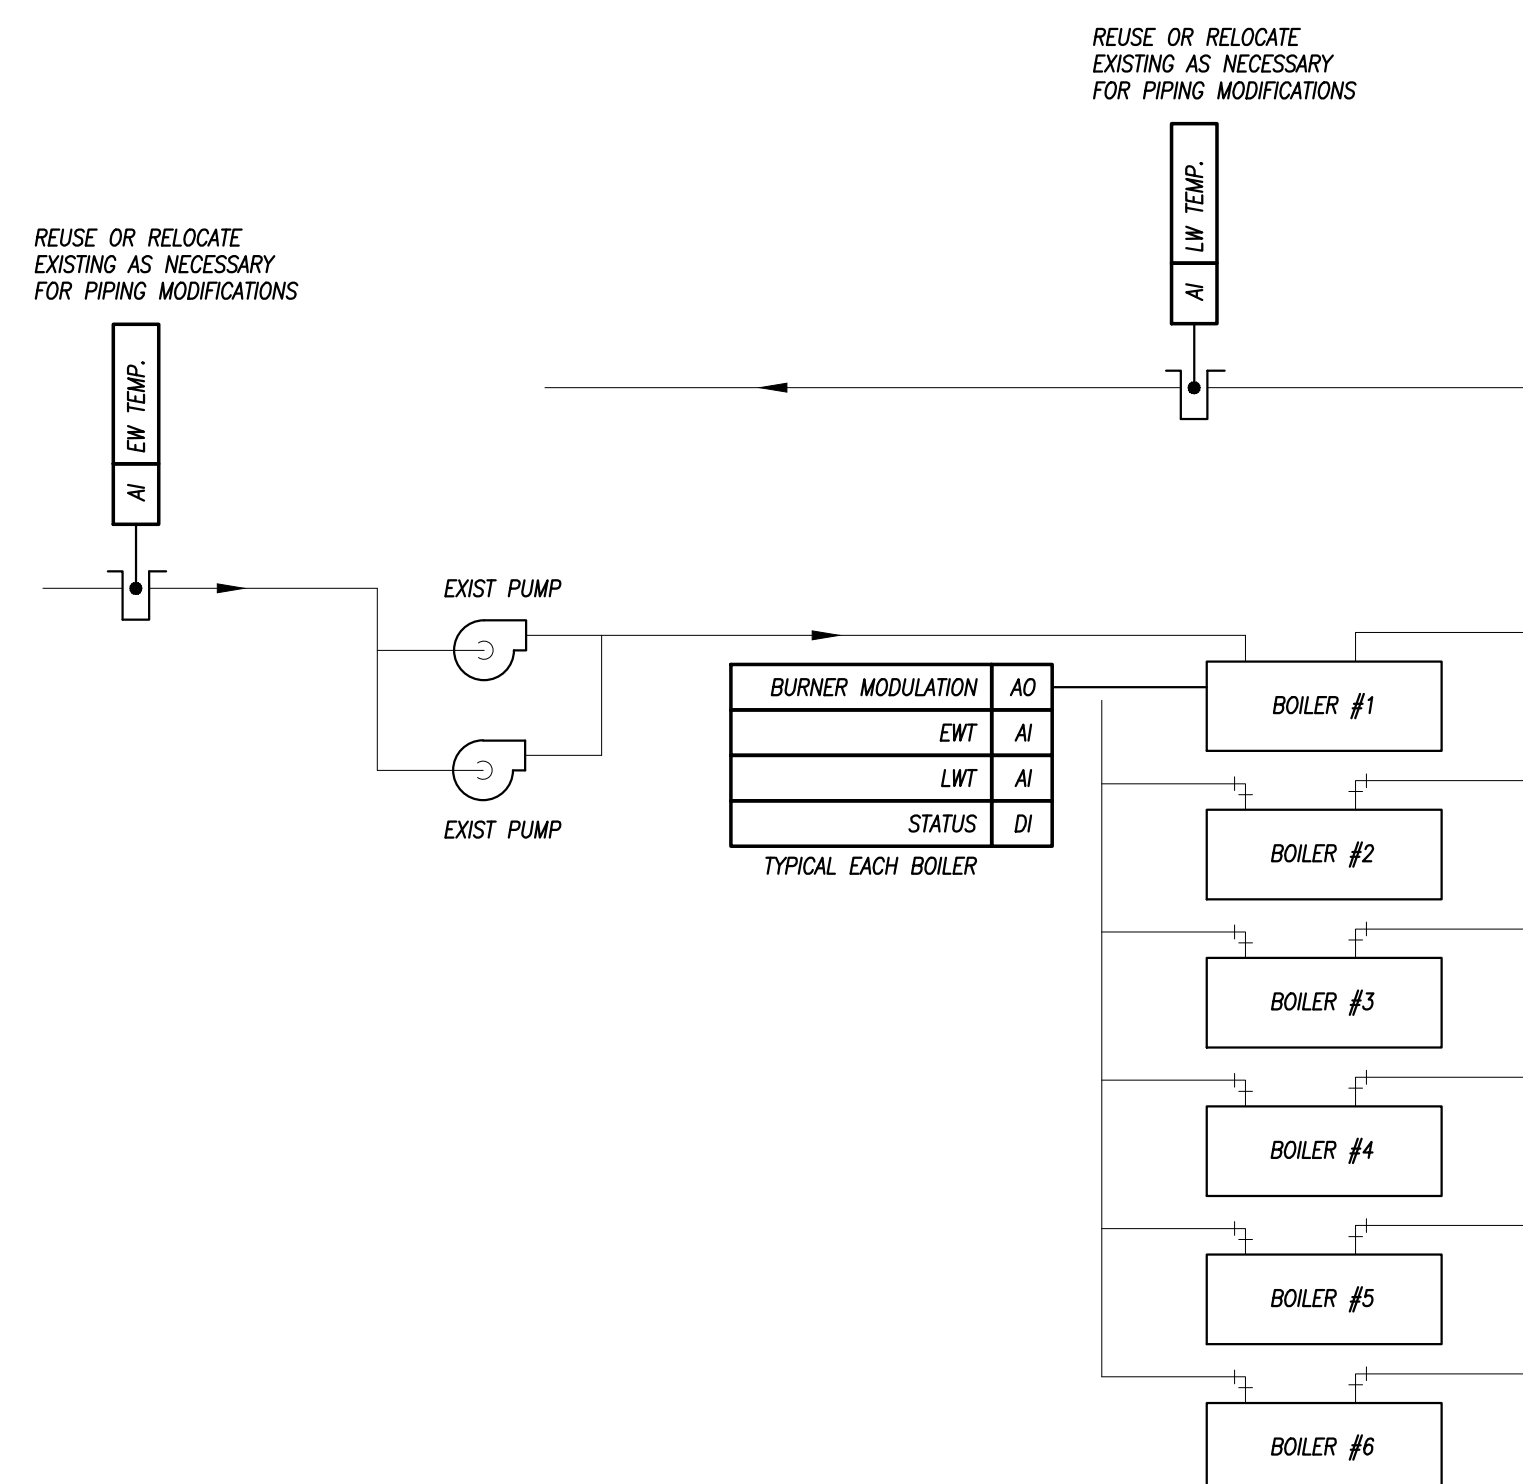 REUSE OR RELOCATE
EXISTING AS NECESSARY
FOR PIPING MODIFICATIONS
LW TEMP.
AI
REUSE OR RELOCATE
EXISTING AS NECESSARY
FOR PIPING MODIFICATIONS
EW TEMP.
AI
EXIST PUMP
EXIST PUMP
BURNER MODULATION AO
EWT AI
LWT AI
STATUS DI
TYPICAL EACH BOILER
BOILER #1
BOILER #2
BOILER #3
BOILER #4
BOILER #5
BOILER #6